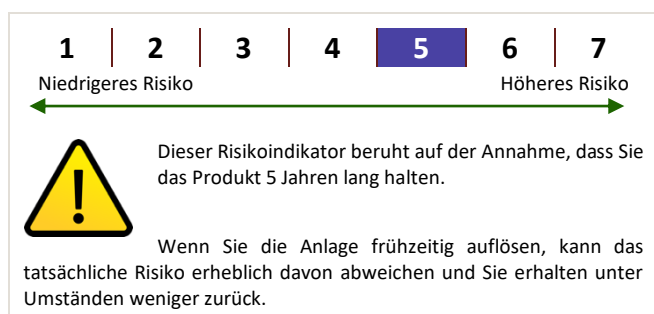 1 2 3 4 5 6 7
Niedrigeres Risiko Höheres Risiko
Dieser Risikoindikator beruht auf der Annahme, dass Sie
das Produkt 5 Jahren lang halten.
Wenn Sie die Anlage frühzeitig auflösen, kann das
tatsächliche Risiko erheblich davon abweichen und Sie erhalten unter
Umständen weniger zurück.